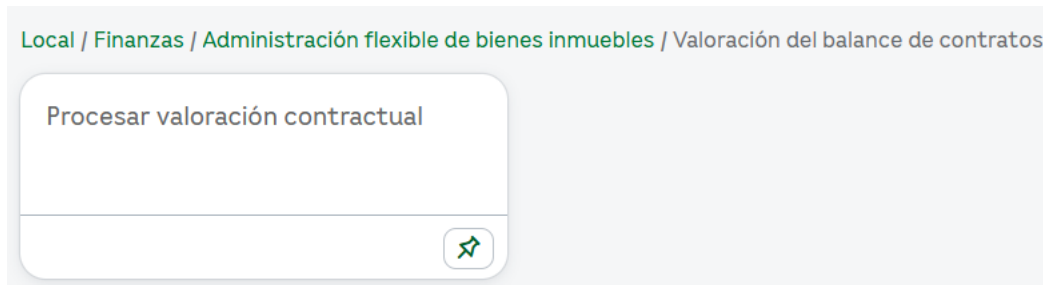 Local / Finanzas / Administración flexible de bienes inmuebles / Valoración del balance de contratos
Procesar valoración contractual